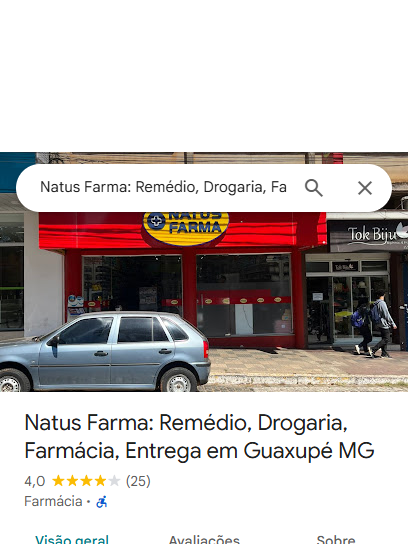 Natus Farma: Remédio, Drogaria, Fa
NATUS
FARMA
Tok Biju
Natus Farma: Remédio, Drogaria,
Farmácia, Entrega em Guaxupé MG
4,0 (25)
Farmácia ·
Visão geral Avaliações Sobre